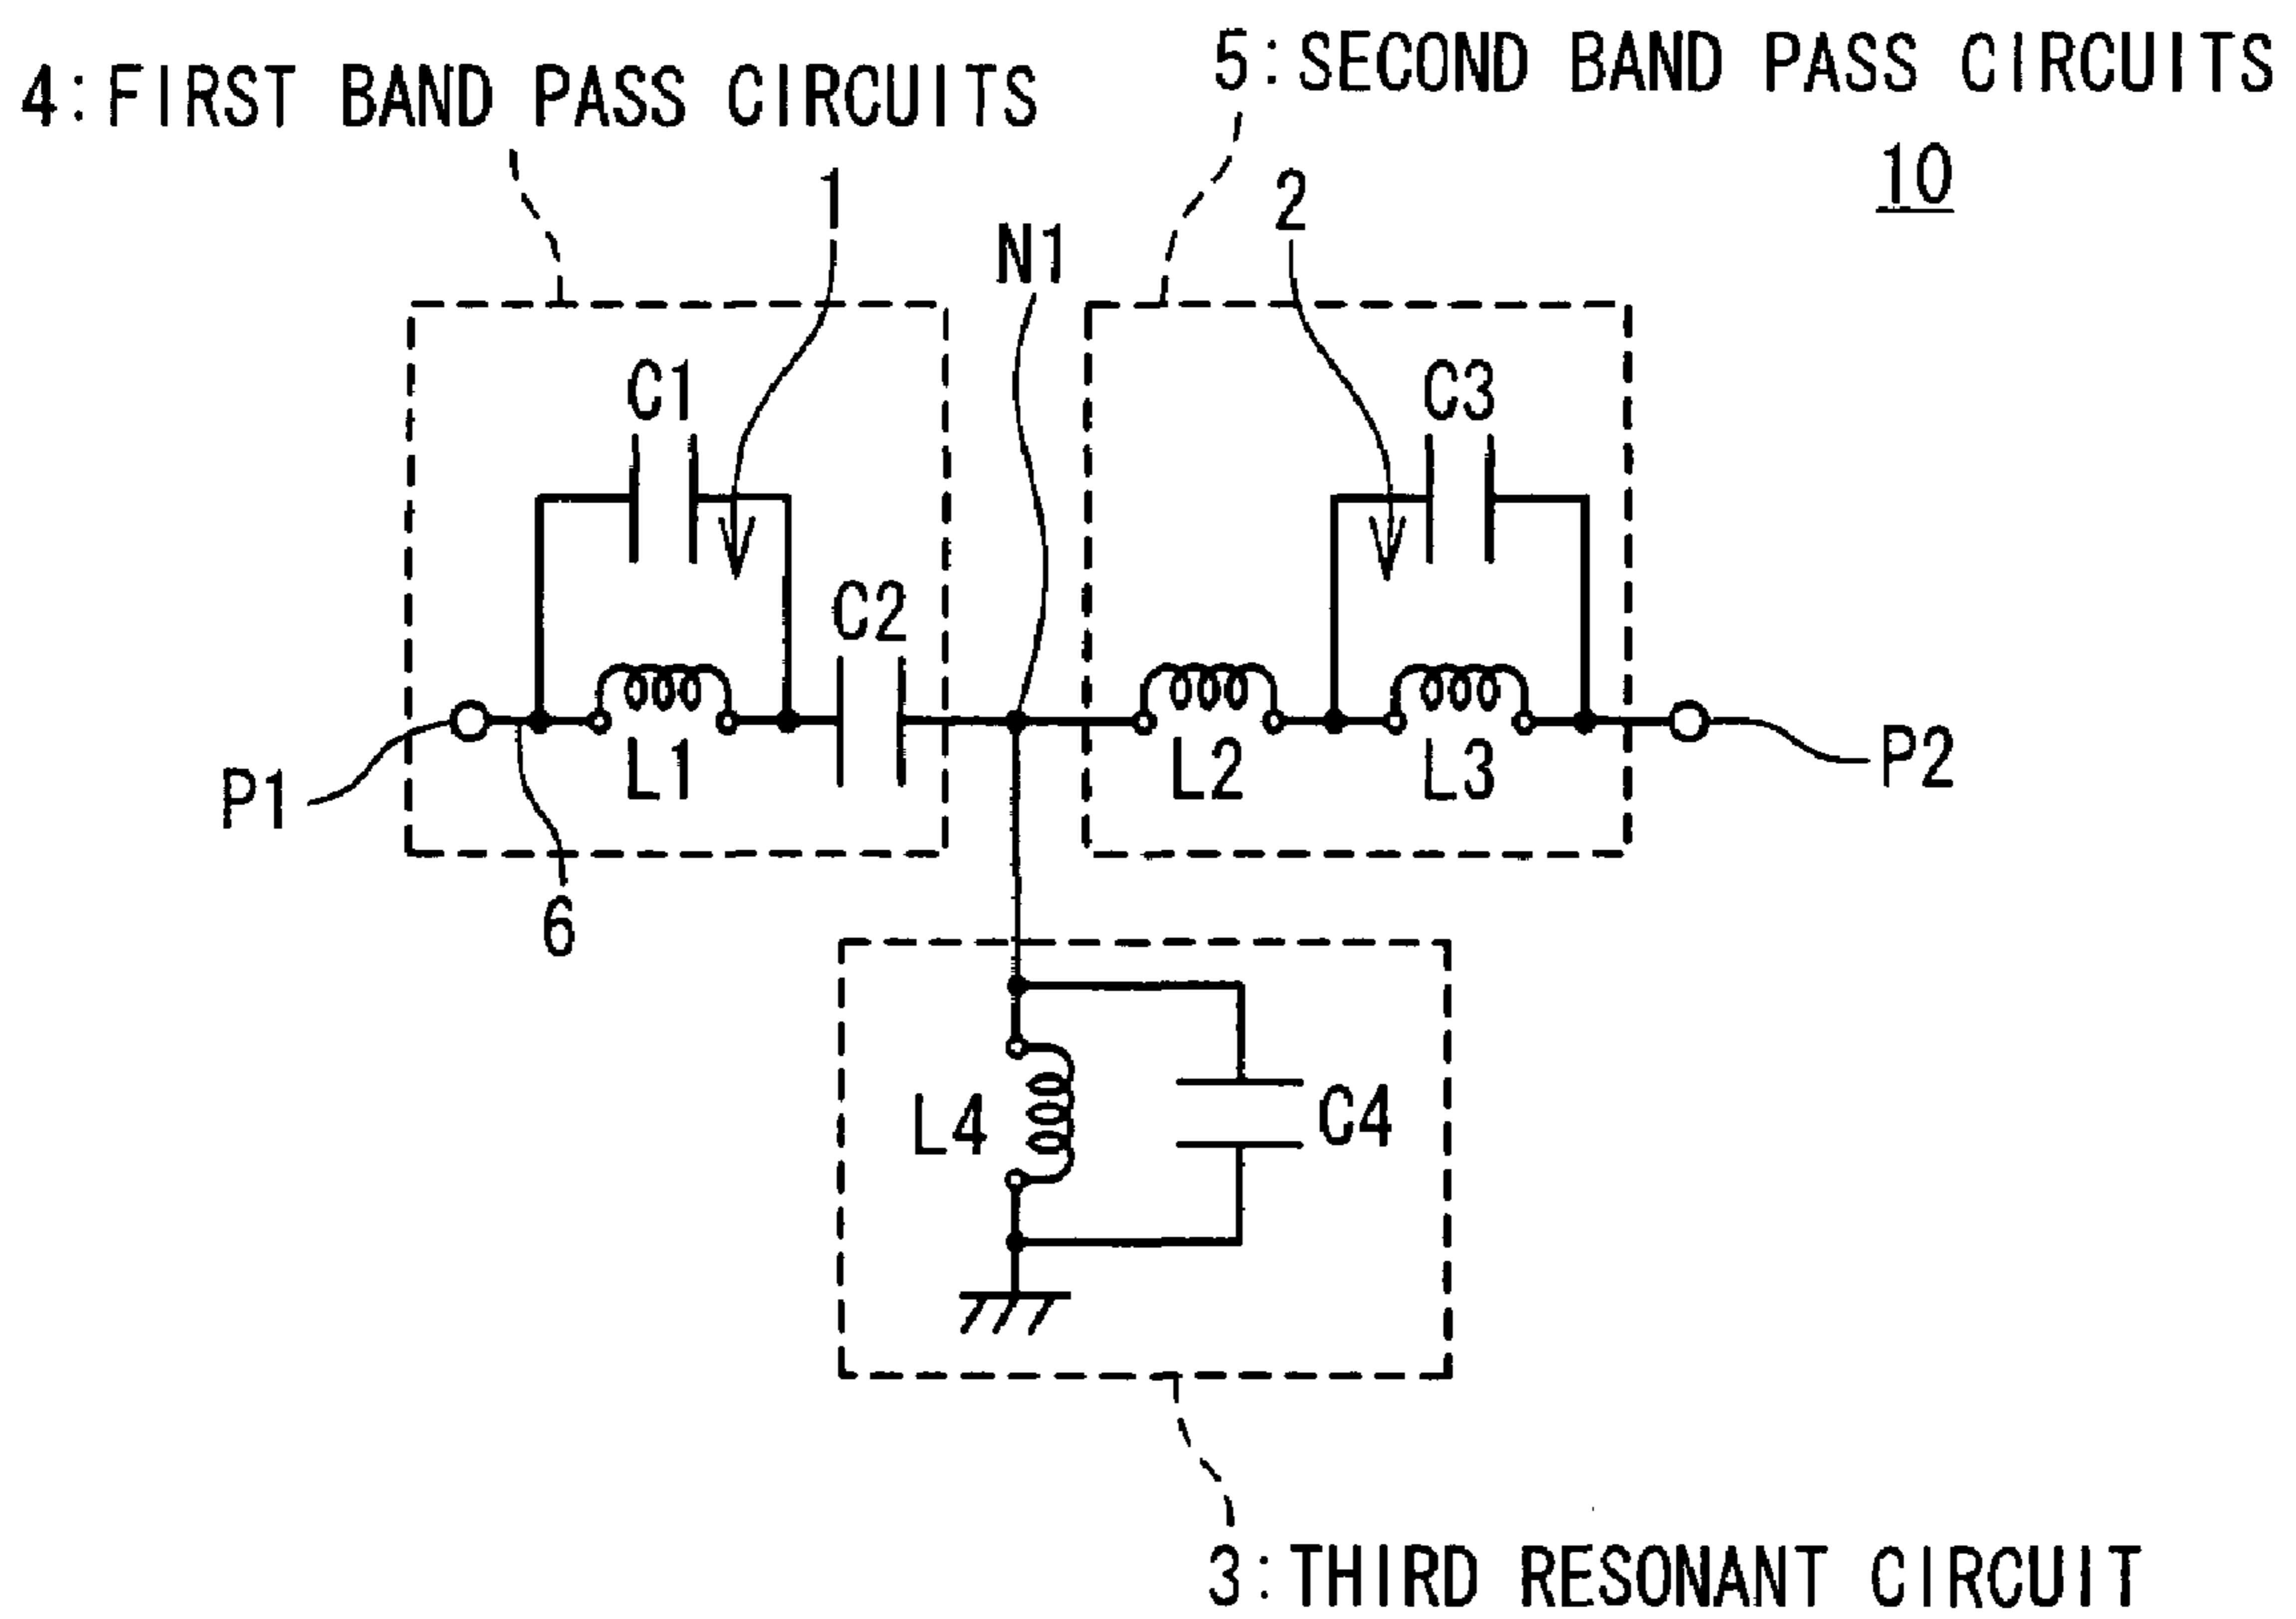 4:FIRST BAND PASS CIRCUITS
5:SECOND BAND PASS CIRCUITS
10
1
2
N1
C1
C3
C2
P1
L1
L2
L3
P2
6
L4
C4
3:THIRD RESONANT CIRCUIT